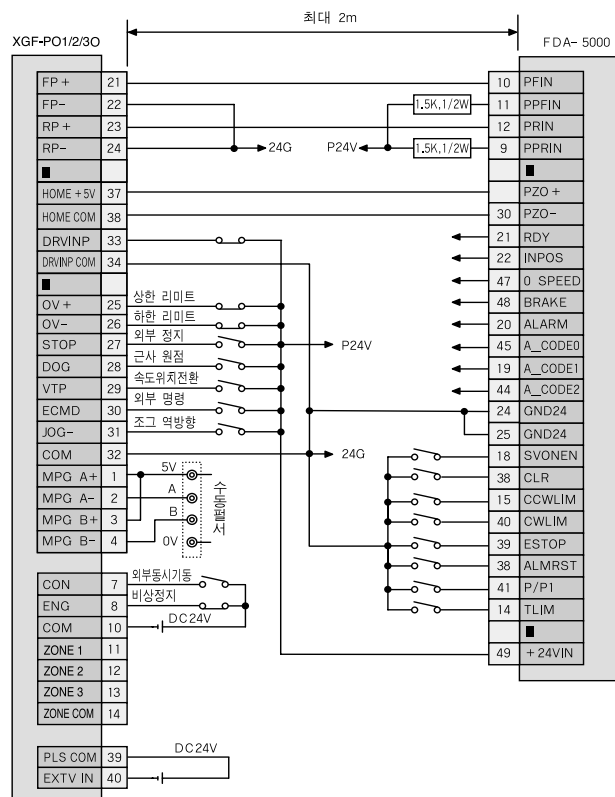 최대 2m
XGF-PO1/2/3O
FDA-5000
FP + 21
FP- 22
RP + 23
RP- 24
HOME +5V 37
HOME COM 38
DRVINP 33
DRVINP COM 34
OV + 25 상한 리미트
OV- 26 하한 리미트
STOP 27 외부 정지
DOG 28 근사 원점
VTP 29 속도위치전환
ECMD 30 외부 명령
JOG- 31 조그 역방향
COM 32
MPG A+ 1
MPG A- 2
MPG B+ 3
MPG B- 4
5V
A
B
0V
수동펄서
CON 7 외부동시기동
ENG 8 비상정지
COM 10 DC24V
ZONE 1 11
ZONE 2 12
ZONE 3 13
ZONE COM 14
PLS COM 39 DC24V
EXTV IN 40
24G
P24V
1.5K,1/2W
1.5K,1/2W
P24V
24G
10 PFIN
11 PPFIN
12 PRIN
9 PPRIN
PZO +
30 PZO-
21 RDY
22 INPOS
47 0 SPEED
48 BRAKE
20 ALARM
45 A_CODE0
19 A_CODE1
44 A_CODE2
24 GND24
25 GND24
18 SVONEN
38 CLR
15 CCWLIM
40 CWLIM
39 ESTOP
38 ALMRST
41 P/P1
14 TLIM
49 +24VIN